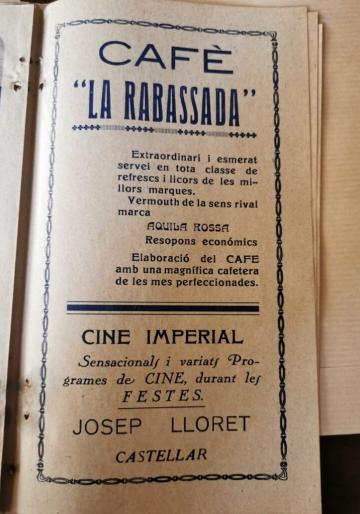 CAFÈ
"LA RABASSADA"
Extraordinari i esmerat
servei en tota classe de
refrescs i licors de les mi-
llors marques.
Vermouth de la sens rival
marca
AQUILA ROSSA
Resopons económics
Elaboració del CAFE
amb una magnífica cafetera
de les mes perfeccionades.
CINE IMPERIAL
Sensacionals i variats Pro-
grames de CINE, durant les
FESTES.
JOSEP LLORET
CASTELLAR